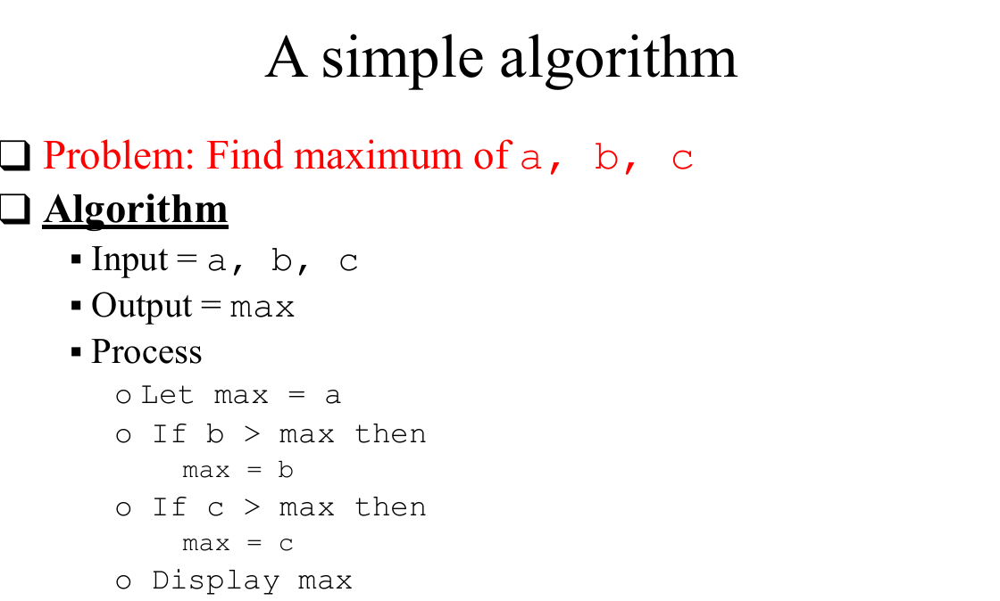 A simple algorithm
❑ Problem: Find maximum of a, b, c
❑ Algorithm
▪ Input = a, b, c
▪ Output = max
▪ Process
o Let max = a
o If b > max then
max = b
o If c > max then
max = c
o Display max